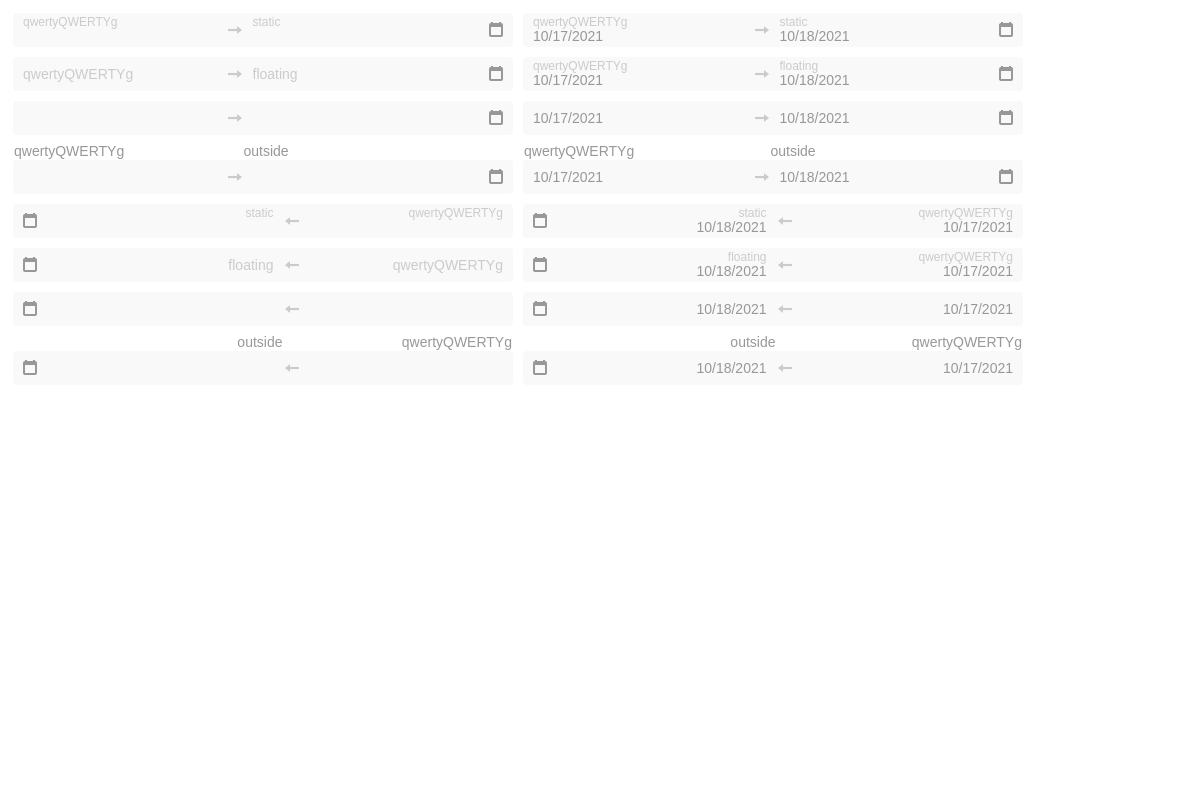 qwertyQWERTYg static qwertyQWERTYg static
10/17/2021 10/18/2021
qwertyQWERTYg floating qwertyQWERTYg floating
10/17/2021 10/18/2021
10/17/2021 10/18/2021
qwertyQWERTYg outside qwertyQWERTYg outside
10/17/2021 10/18/2021
static qwertyQWERTYg static qwertyQWERTYg
10/18/2021 10/17/2021
floating qwertyQWERTYg floating qwertyQWERTYg
10/18/2021 10/17/2021
10/18/2021 10/17/2021
outside qwertyQWERTYg outside qwertyQWERTYg
10/18/2021 10/17/2021